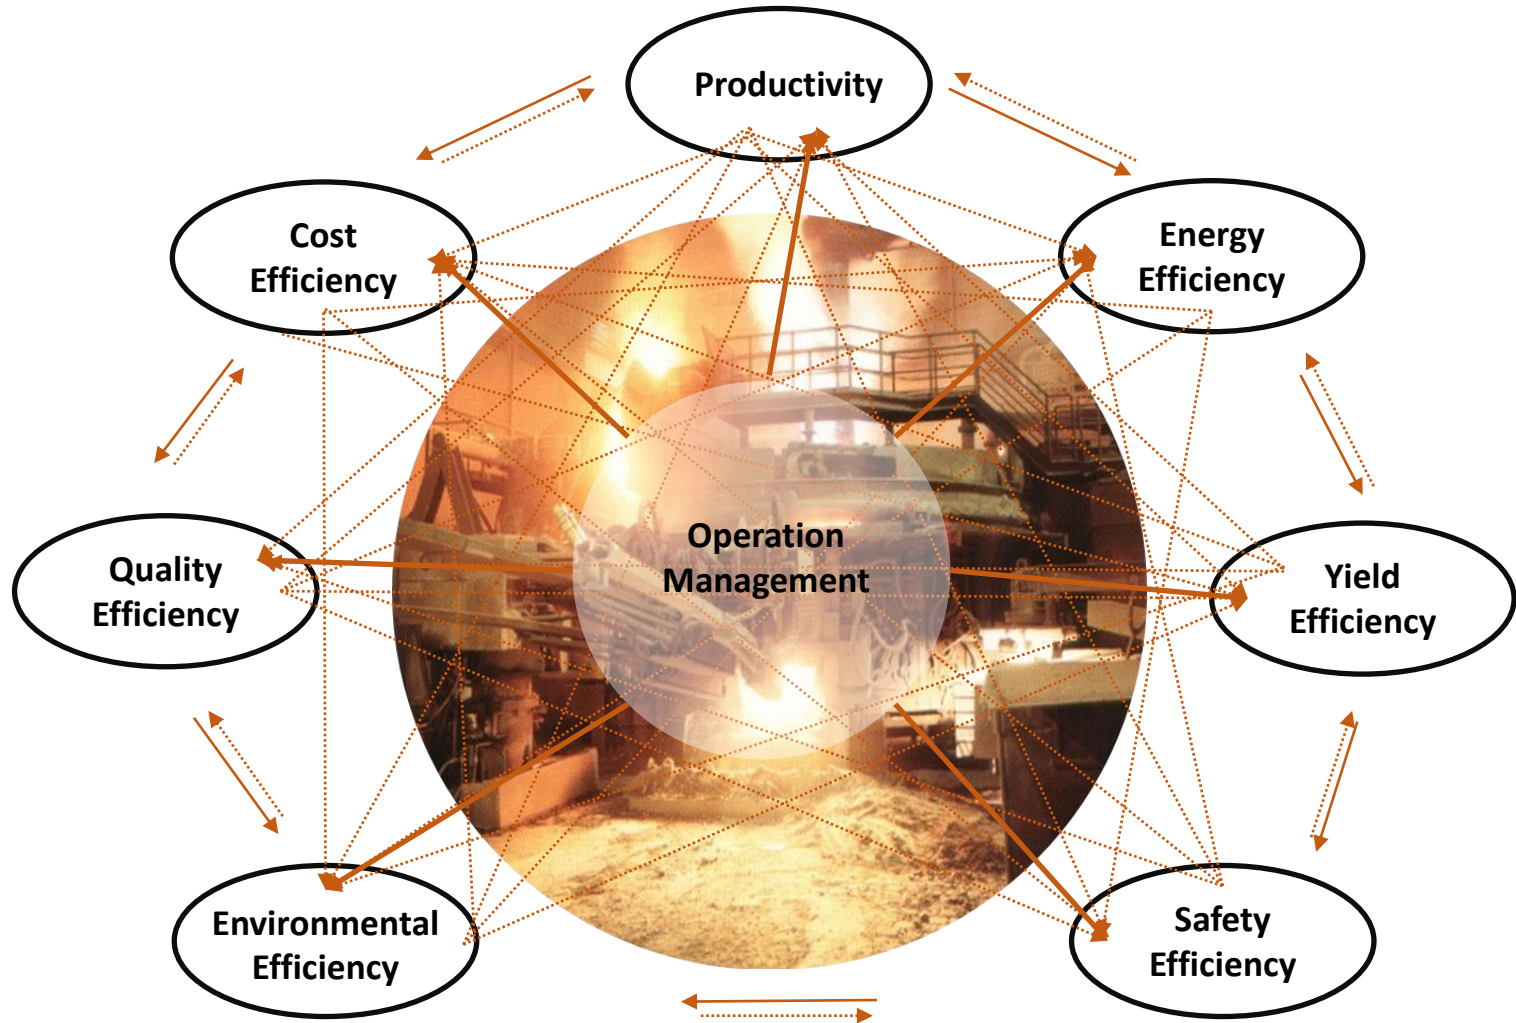 Productivity
Cost
Efficiency
Energy
Efficiency
Operation
Management
Quality
Efficiency
Yield
Efficiency
Environmental
Efficiency
Safety
Efficiency